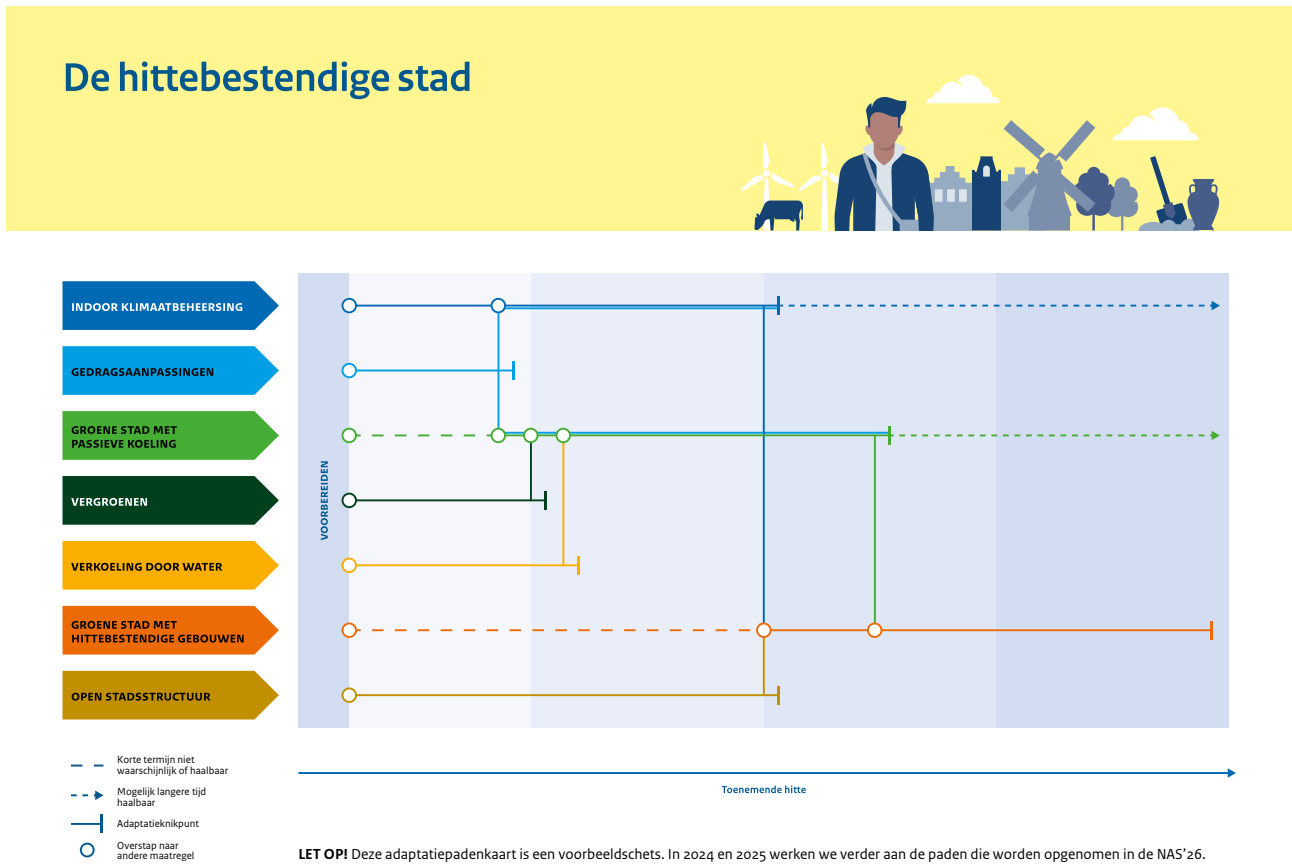 De hittebestendige stad
INDOOR KLIMAATBEHEERSING
GEDRAGSAANPASSINGEN
GROENE STAD MET
PASSIEVE KOELING
VERGROENEN
VERKOELING DOOR WATER
GROENE STAD MET
HITTEBESTENDIGE GEBOUWEN
OPEN STADSSTRUCTUUR
VOORBEREIDEN
Korte termijn niet
waarschijnlijk of haalbaar
Mogelijk langere tijd
haalbaar
Adaptatieknikpunt
Overstap naar
andere maatregel
Toenemende hitte
LET OP! Deze adaptatiepadenkaart is een voorbeeldschets. In 2024 en 2025 werken we verder aan de paden die worden opgenomen in de NAS’26.